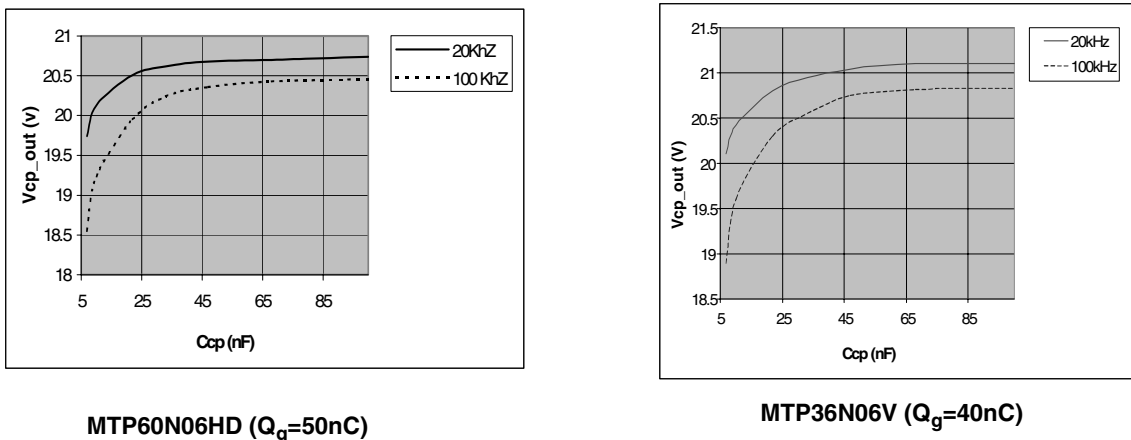 21
20.5
20
19.5
19
18.5
18
Vcp_out (v)
5 25 45 65 85
Ccp (nF)
20KhZ
100 KhZ
MTP60N06HD (Qg=50nC)
21.5
21
20.5
20
19.5
19
18.5
Vcp_out (V)
5 25 45 65 85
Ccp (nF)
20kHz
100kHz
MTP36N06V (Qg=40nC)